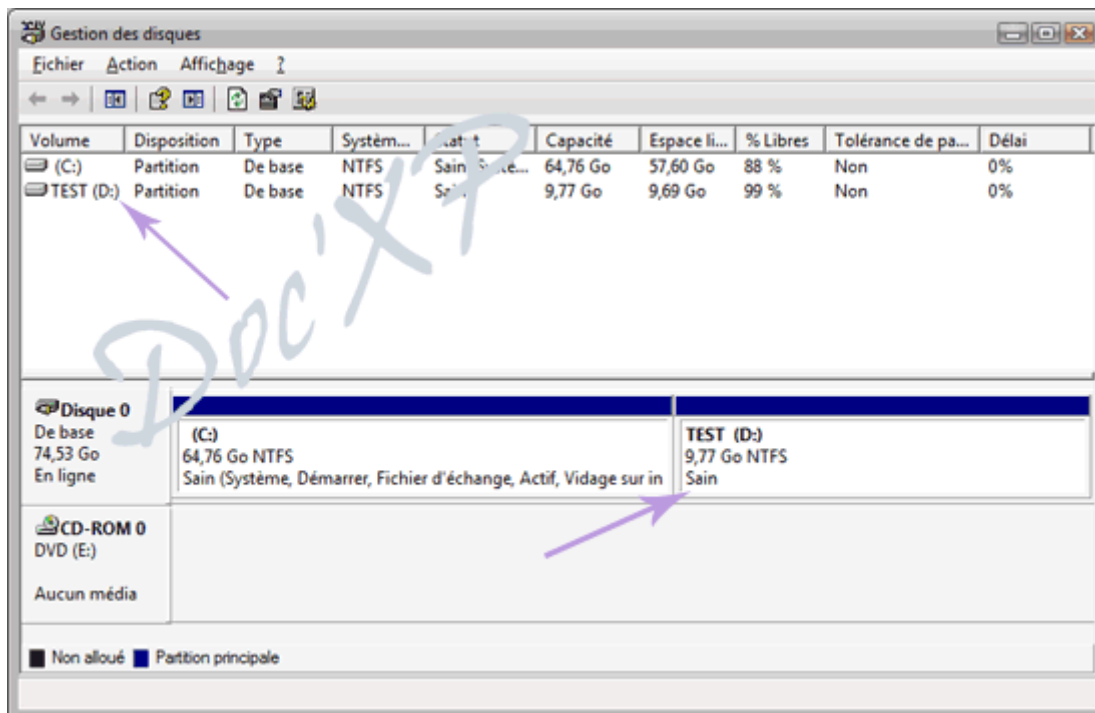 Gestion des disques
Fichier Action Affichage ?
Volume Disposition Type Systèm... Statut Capacité Espace li... % Libres Tolérance de pa... Délai
(C:) Partition De base NTFS Sain 64,76 Go 57,60 Go 88 % Non 0%
TEST (D:) Partition De base NTFS Sain 9,77 Go 9,69 Go 99 % Non 0%
Doc'XP
Disque 0
De base
74,53 Go
En ligne
(C:)
64,76 Go NTFS
Sain (Système, Démarrer, Fichier d'échange, Actif, Vidage sur in
TEST (D:)
9,77 Go NTFS
Sain
CD-ROM 0
DVD (E:)
Aucun média
Non alloué Partition principale